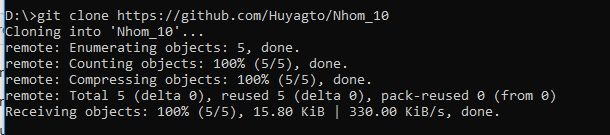 D:\>git clone https://github.com/Huyagto/Nhom_10
Cloning into 'Nhom_10'...
remote: Enumerating objects: 5, done.
remote: Counting objects: 100% (5/5), done.
remote: Compressing objects: 100% (5/5), done.
remote: Total 5 (delta 0), reused 5 (delta 0), pack-reused 0 (from 0)
Receiving objects: 100% (5/5), 15.80 KiB | 330.00 KiB/s, done.